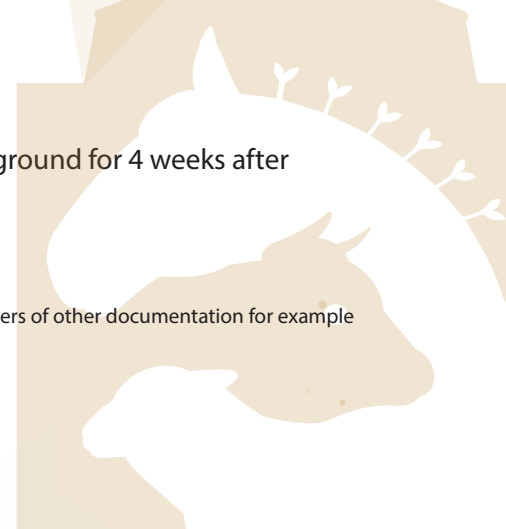 ground for 4 weeks after
ers of other documentation for example